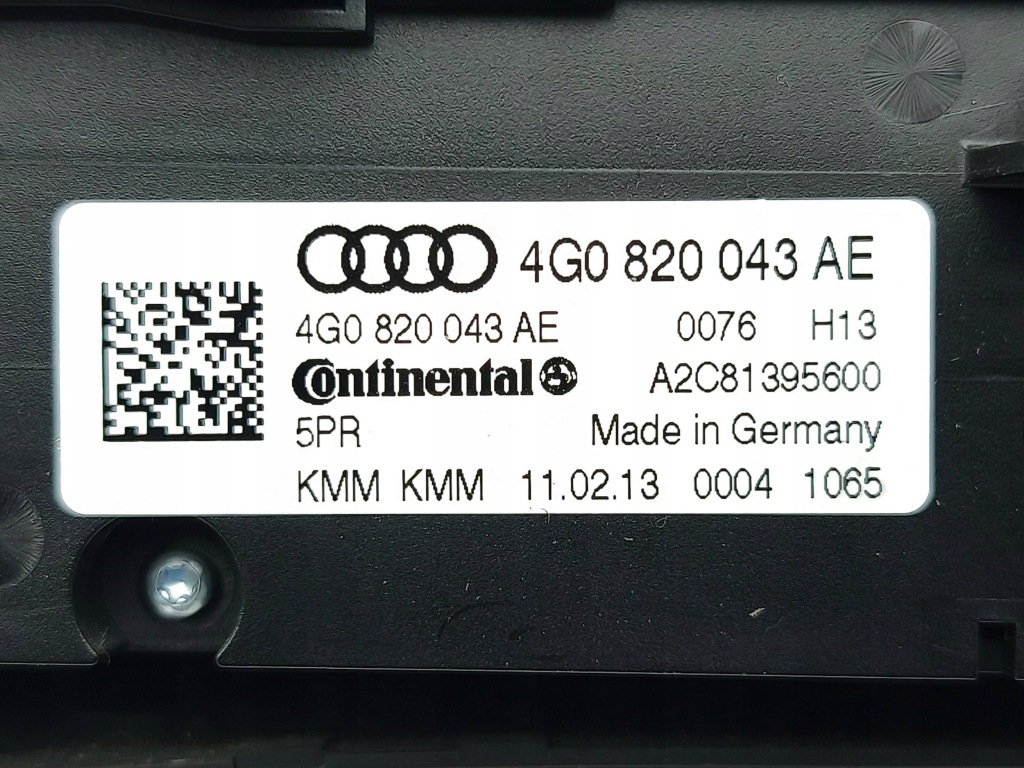 4G0 820 043 AE
4G0 820 043 AE 0076 H13
Continental A2C81395600
5PR Made in Germany
KMM KMM 11.02.13 0004 1065